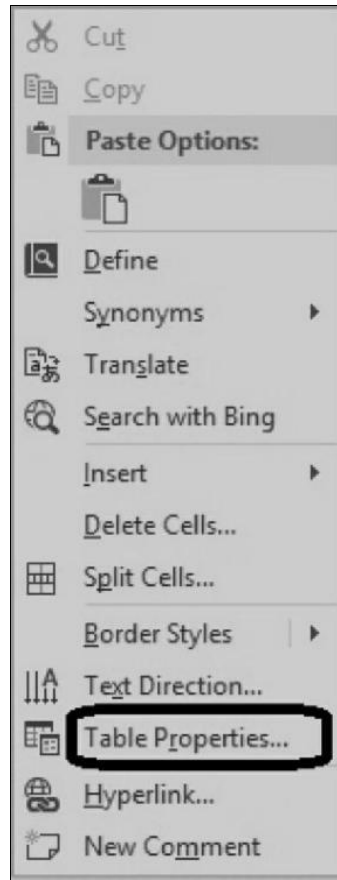 Cut
Copy
Paste Options:
Define
Synonyms
Translate
Search with Bing
Insert
Delete Cells...
Split Cells...
Border Styles
Text Direction...
Table Properties...
Hyperlink...
New Comment